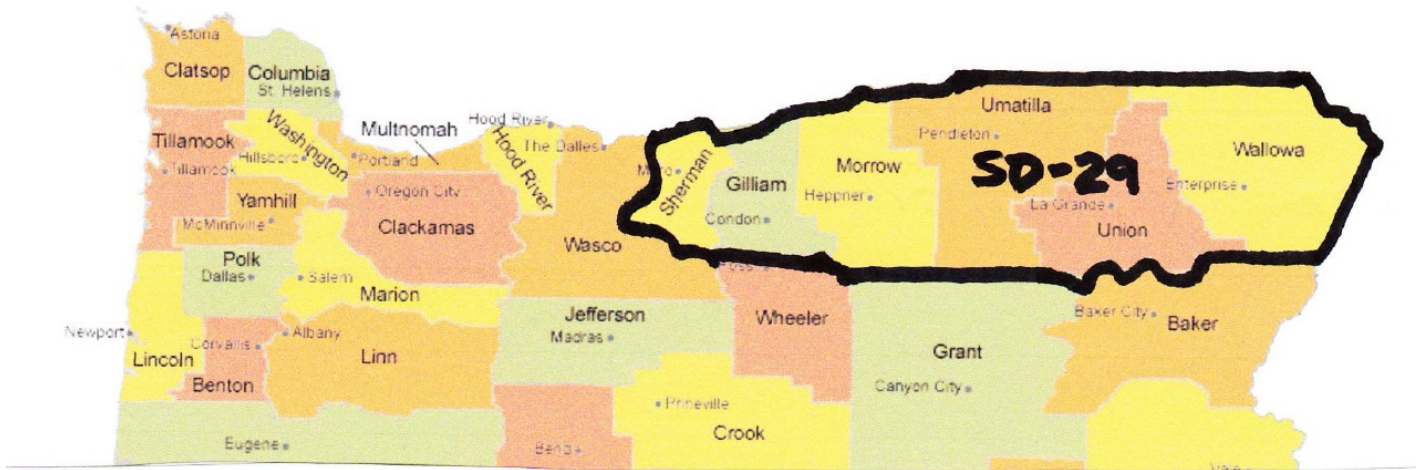 Astoria
Clatsop
Columbia
St. Helens
Tillamook
Tillamook
Washington
Hillsboro
Multnomah
Portland
Hood River
Hood River
The Dalles
Oregon City
Yamhill
McMinnville
Clackamas
Wasco
Sherman
Gilliam
Condon
Morrow
Heppner
Umatilla
Pendleton
SD-29
La Grande
Union
Wallowa
Enterprise
Polk
Dallas
Salem
Marion
Jefferson
Madras
Wheeler
Grant
Canyon City
Baker City
Baker
Newport
Lincoln
Corvallis
Benton
Albany
Linn
Eugene
Bend
Prineville
Crook